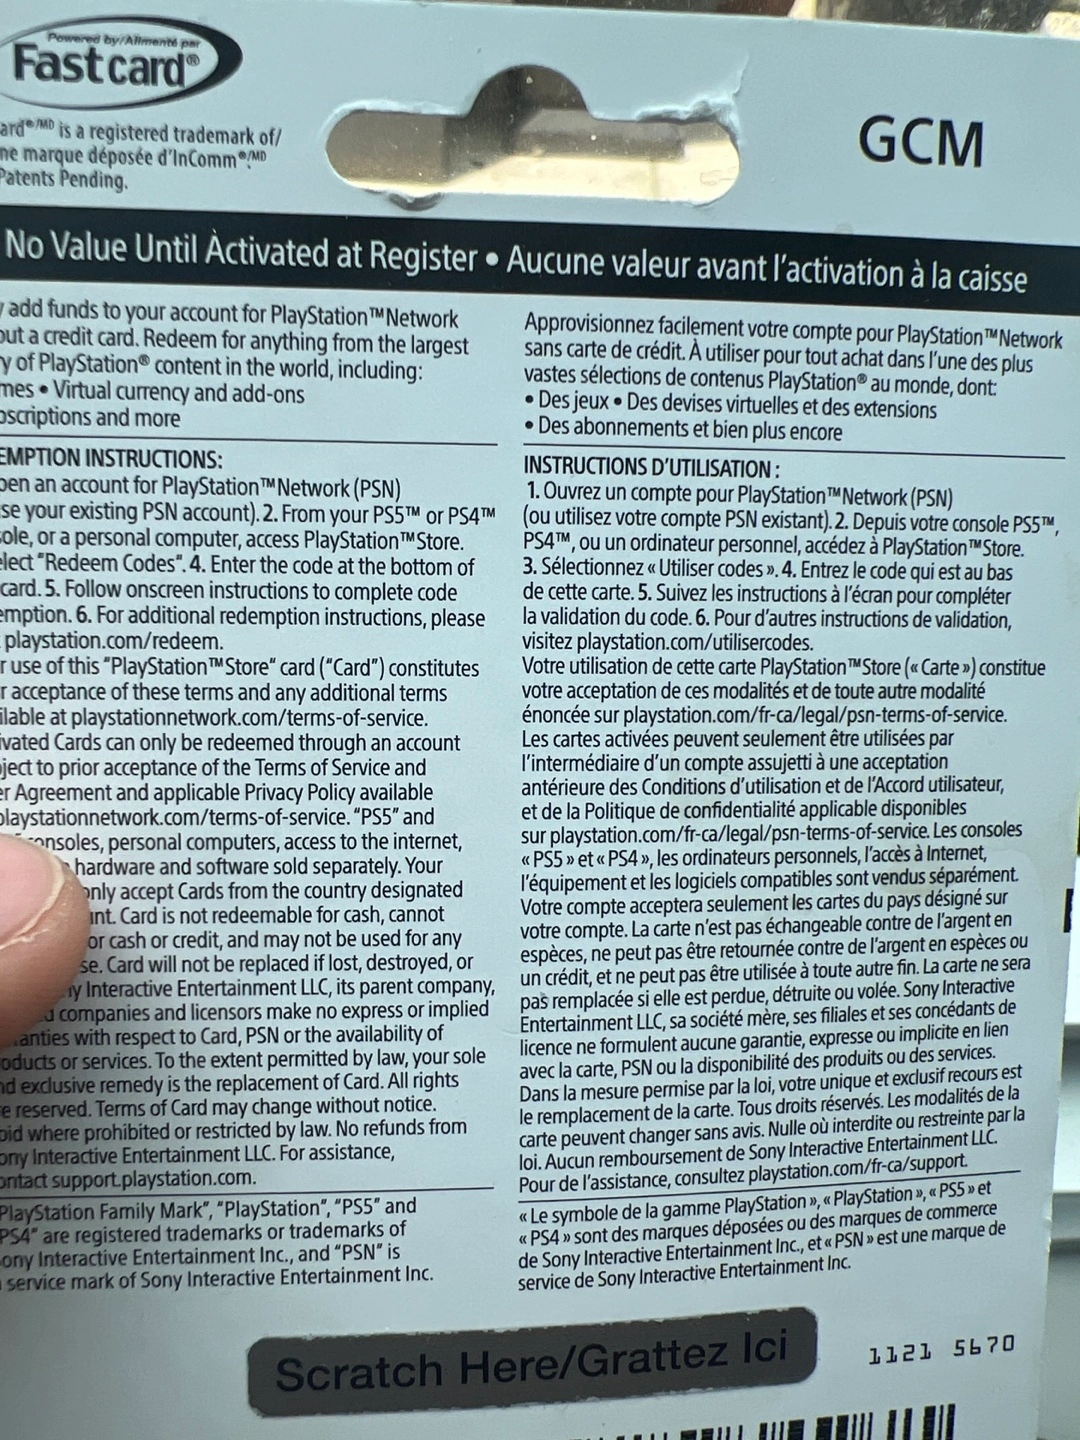 Powered by/Alimenté par
Fastcard®
is a registered trademark of/
marque déposée d'InComm®/MD
Patents Pending.
GCM
No Value Until Activated at Register • Aucune valeur avant l'activation à la caisse
add funds to your account for PlayStation™Network
a credit card. Redeem for anything from the largest
of PlayStation® content in the world, including:
• Virtual currency and add-ons
and more
INSTRUCTIONS:
an account for PlayStation™Network (PSN)
your existing PSN account). 2. From your PS5™ or PS4™
or a personal computer, access PlayStation™Store.
"Redeem Codes". 4. Enter the code at the bottom of
card. 5. Follow onscreen instructions to complete code
6. For additional redemption instructions, please
playstation.com/redeem.
use of this "PlayStation™Store" card ("Card") constitutes
acceptance of these terms and any additional terms
at playstationnetwork.com/terms-of-service.
Cards can only be redeemed through an account
to prior acceptance of the Terms of Service and
Agreement and applicable Privacy Policy available
playstationnetwork.com/terms-of-service. "PS5" and
personal computers, access to the internet,
hardware and software sold separately. Your
only accept Cards from the country designated
Card is not redeemable for cash, cannot
or cash or credit, and may not be used for any
Card will not be replaced if lost, destroyed, or
Interactive Entertainment LLC, its parent company,
companies and licensors make no express or implied
with respect to Card, PSN or the availability of
or services. To the extent permitted by law, your sole
exclusive remedy is the replacement of Card. All rights
reserved. Terms of Card may change without notice.
where prohibited or restricted by law. No refunds from
Interactive Entertainment LLC. For assistance,
support.playstation.com.
PlayStation Family Mark", "PlayStation", "PS5" and
PS4" are registered trademarks or trademarks of
Interactive Entertainment Inc., and "PSN" is
service mark of Sony Interactive Entertainment Inc.
Approvisionnez facilement votre compte pour PlayStation™Network
sans carte de crédit. À utiliser pour tout achat dans l'une des plus
vastes sélections de contenus PlayStation® au monde, dont:
• Des jeux • Des devises virtuelles et des extensions
• Des abonnements et bien plus encore
INSTRUCTIONS D'UTILISATION :
1. Ouvrez un compte pour PlayStation™Network (PSN)
(ou utilisez votre compte PSN existant). 2. Depuis votre console PS5™,
PS4™, ou un ordinateur personnel, accédez à PlayStation™Store.
3. Sélectionnez « Utiliser codes ». 4. Entrez le code qui est au bas
de cette carte. 5. Suivez les instructions à l'écran pour compléter
la validation du code. 6. Pour d'autres instructions de validation,
visitez playstation.com/utilisercodes.
Votre utilisation de cette carte PlayStation™Store (« Carte ») constitue
votre acceptation de ces modalités et de toute autre modalité
énoncée sur playstation.com/fr-ca/legal/psn-terms-of-service.
Les cartes activées peuvent seulement être utilisées par
l'intermédiaire d'un compte assujetti à une acceptation
antérieure des Conditions d'utilisation et de l'Accord utilisateur,
et de la Politique de confidentialité applicable disponibles
sur playstation.com/fr-ca/legal/psn-terms-of-service. Les consoles
« PS5 » et « PS4 », les ordinateurs personnels, l'accès à Internet,
l'équipement et les logiciels compatibles sont vendus séparément.
Votre compte acceptera seulement les cartes du pays désigné sur
votre compte. La carte n'est pas échangeable contre de l'argent en
espèces, ne peut pas être retournée contre de l'argent en espèces ou
un crédit, et ne peut pas être utilisée à toute autre fin. La carte ne sera
pas remplacée si elle est perdue, détruite ou volée. Sony Interactive
Entertainment LLC, sa société mère, ses filiales et ses concédants de
licence ne formulent aucune garantie, expresse ou implicite en lien
avec la carte, PSN ou la disponibilité des produits ou des services.
Dans la mesure permise par la loi, votre unique et exclusif recours est
le remplacement de la carte. Tous droits réservés. Les modalités de la
carte peuvent changer sans avis. Nulle où interdite ou restreinte par la
loi. Aucun remboursement de Sony Interactive Entertainment LLC.
Pour de l'assistance, consultez playstation.com/fr-ca/support.
« Le symbole de la gamme PlayStation », « PlayStation », « PS5 » et
« PS4 » sont des marques déposées ou des marques de commerce
de Sony Interactive Entertainment Inc., et « PSN » est une marque de
service de Sony Interactive Entertainment Inc.
Scratch Here/Grattez Ici
1121 5670